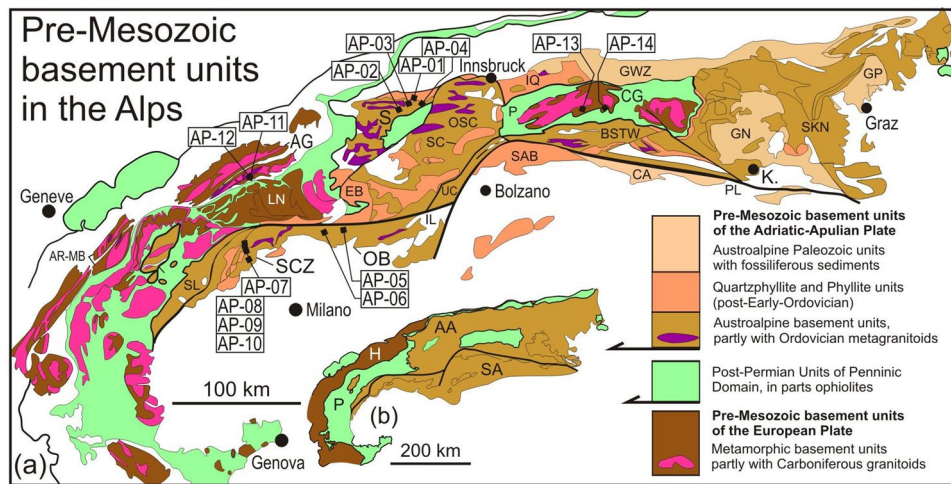 Pre-Mesozoic
basement units
in the Alps
AP-03
AP-04
AP-02
AP-01
Innsbruck
AP-13
AP-14
AP-11
AP-12
AG
S
OSC
SC
IQ
GWZ
P
CG
BSTW
GP
Graz
GN
SKN
K.
Geneve
LN
EB
UC
SAB
CA
PL
Bolzano
IL
AR-MB
SL
SCZ
OB
AP-07
AP-05
AP-06
AP-08
AP-09
AP-10
Milano
100 km
AA
H
SA
P
(b)
200 km
Genova
(a)
Pre-Mesozoic basement units
of the Adriatic-Apulian Plate
Austroalpine Paleozoic units
with fossiliferous sediments
Quartzphyllite and Phyllite units
(post-Early-Ordovician)
Austroalpine basement units,
partly with Ordovician metagranitoids
Post-Permian Units of Penninic
Domain, in parts ophiolites
Pre-Mesozoic basement units
of the European Plate
Metamorphic basement units
partly with Carboniferous granitoids